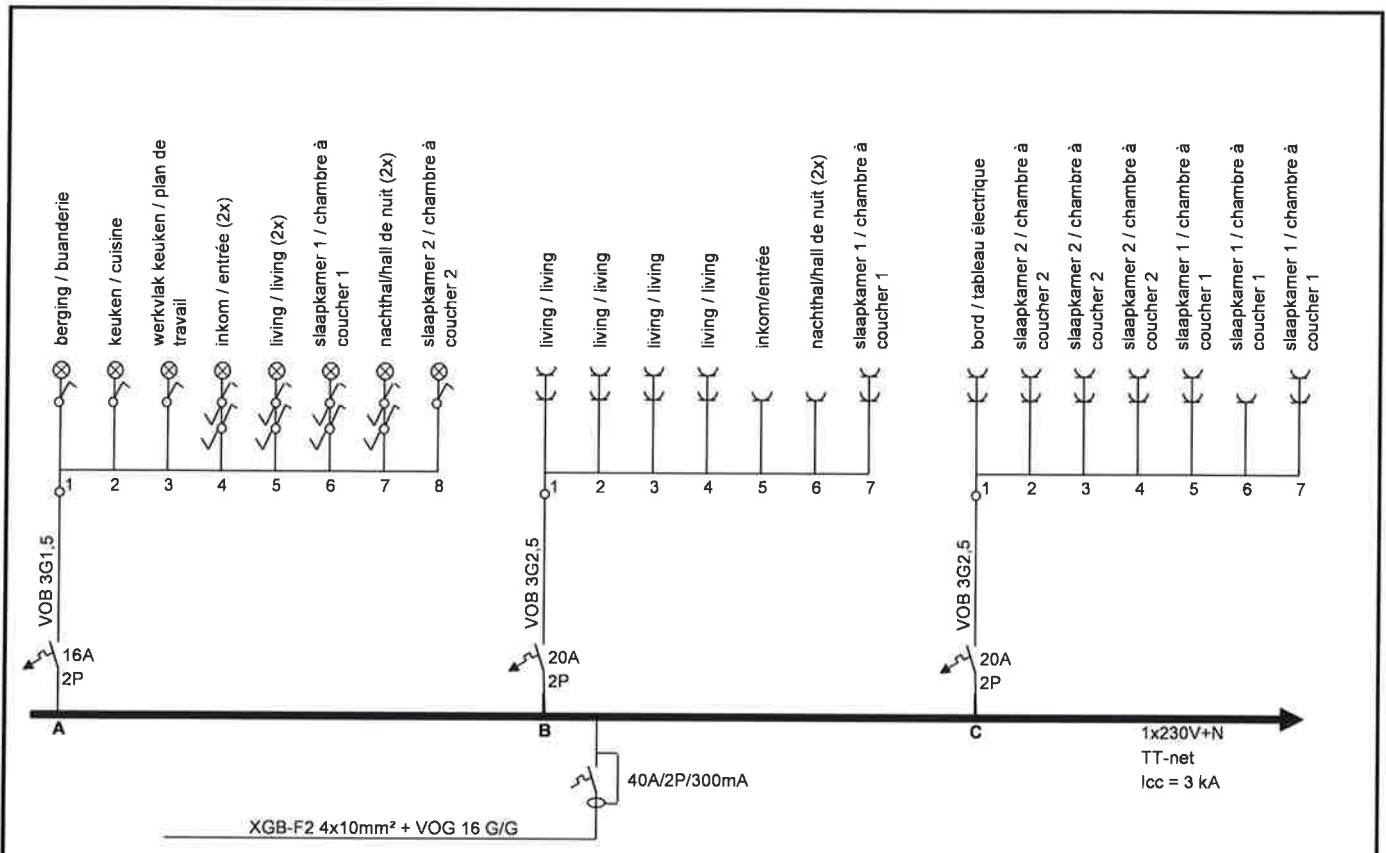 berging / buanderie
keuken / cuisine
werkvlak keuken / plan de
travail
inkom / entrée (2x)
living / living (2x)
slaapkamer 1 / chambre à
coucher 1
nachthal/hall de nuit (2x)
slaapkamer 2 / chambre à
coucher 2
living / living
living / living
living / living
living / living
inkom/entrée
nachthal/hall de nuit (2x)
slaapkamer 1 / chambre à
coucher 1
bord / tableau électrique
slaapkamer 2 / chambre à
coucher 2
slaapkamer 2 / chambre à
coucher 2
slaapkamer 2 / chambre à
coucher 2
slaapkamer 1 / chambre à
coucher 1
slaapkamer 1 / chambre à
coucher 1
slaapkamer 1 / chambre à
coucher 1
1 2 3 4 5 6 7 8
1 2 3 4 5 6 7
1 2 3 4 5 6 7
VOB 3G1,5
VOB 3G2,5
VOB 3G2,5
16A
2P
20A
2P
20A
2P
A
B
C
1x230V+N
TT-net
Icc = 3 kA
40A/2P/300mA
XGB-F2 4x10mm² + VOG 16 G/G